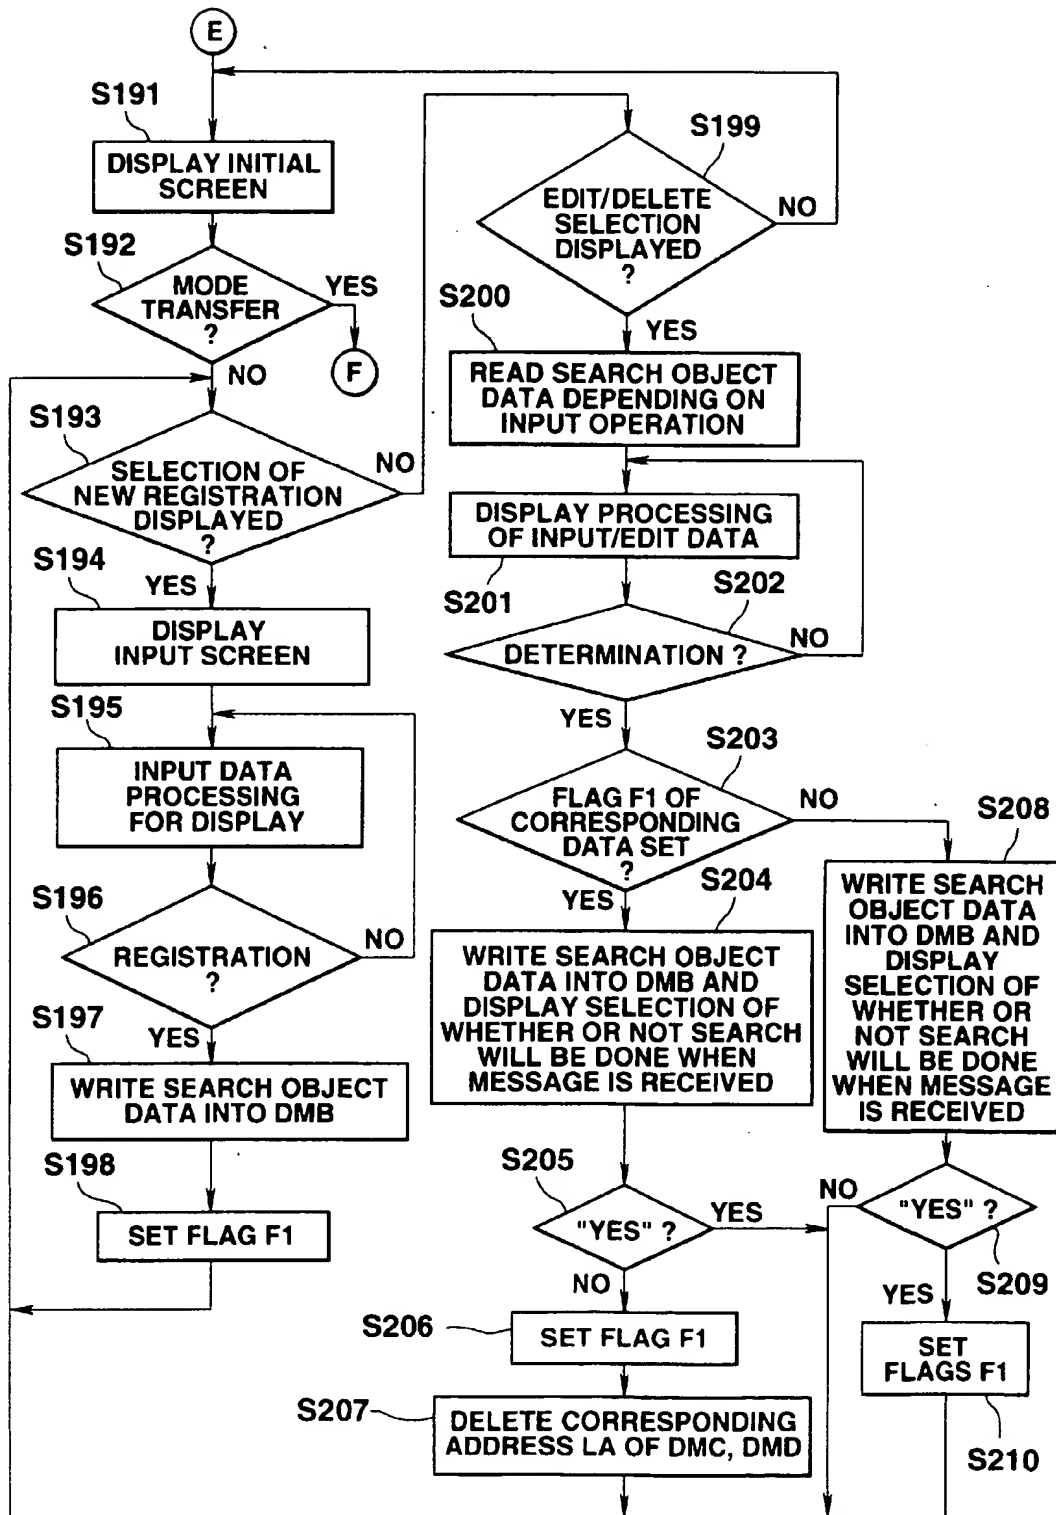 E
S191
DISPLAY INITIAL
SCREEN
S192
MODE
TRANSFER
?
YES
F
NO
S193
SELECTION OF
NEW REGISTRATION
DISPLAYED
?
NO
YES
S194
DISPLAY
INPUT SCREEN
S195
INPUT DATA
PROCESSING
FOR DISPLAY
S196
REGISTRATION
?
NO
YES
S197
WRITE SEARCH OBJECT
DATA INTO DMB
S198
SET FLAG F1
S199
EDIT/DELETE
SELECTION
DISPLAYED
?
NO
YES
S200
READ SEARCH OBJECT
DATA DEPENDING ON
INPUT OPERATION
DISPLAY PROCESSING
OF INPUT/EDIT DATA
S201
S202
DETERMINATION ?
NO
YES
S203
FLAG F1 OF
CORRESPONDING
DATA SET
?
NO
YES
S204
WRITE SEARCH OBJECT
DATA INTO DMB AND
DISPLAY SELECTION OF
WHETHER OR NOT SEARCH
WILL BE DONE WHEN
MESSAGE IS RECEIVED
S205
"YES" ?
YES
NO
S206
SET FLAG F1
S207
DELETE CORRESPONDING
ADDRESS LA OF DMC, DMD
S208
WRITE SEARCH
OBJECT DATA
INTO DMB AND
DISPLAY
SELECTION OF
WHETHER OR
NOT SEARCH
WILL BE DONE
WHEN MESSAGE
IS RECEIVED
NO
"YES" ?
S209
YES
SET
FLAGS F1
S210